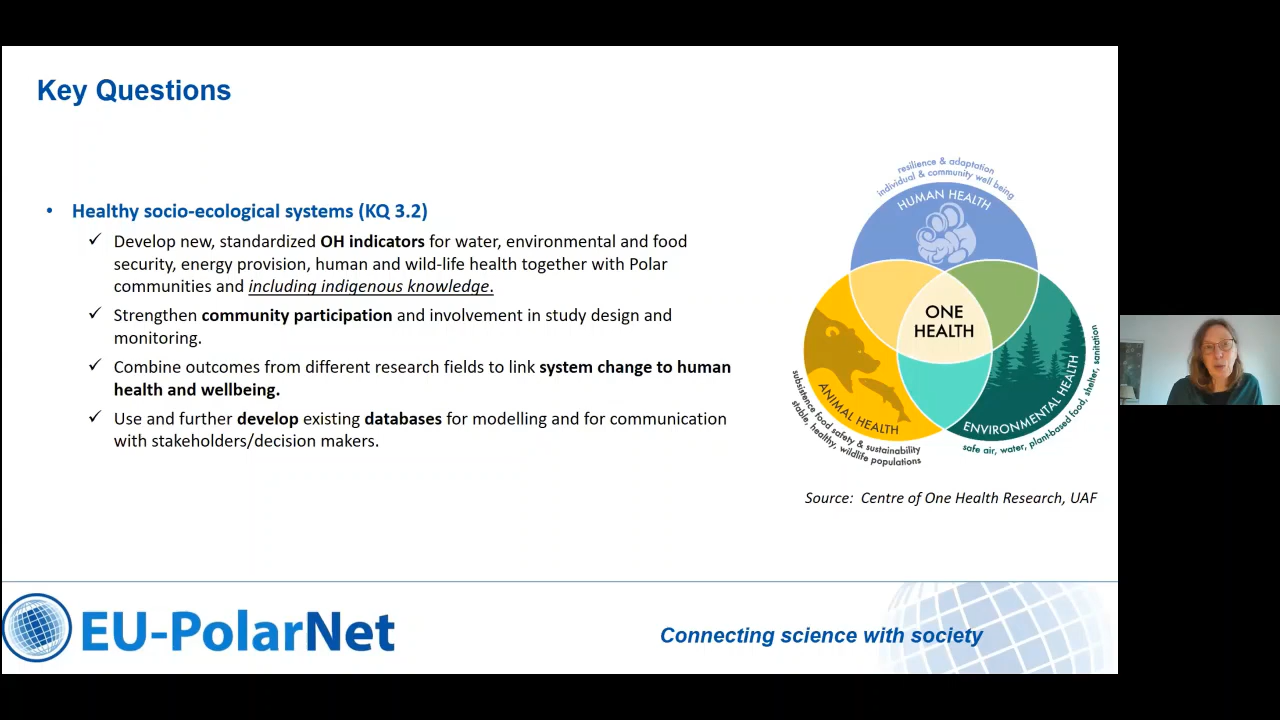 Key Questions
• Healthy socio-ecological systems (KQ 3.2)
✓ Develop new, standardized OH indicators for water, environmental and food
security, energy provision, human and wild-life health together with Polar
communities and including indigenous knowledge.
✓ Strengthen community participation and involvement in study design and
monitoring.
✓ Combine outcomes from different research fields to link system change to human
health and wellbeing.
✓ Use and further develop existing databases for modelling and for communication
with stakeholders/decision makers.
resilience & adaptation
individual & community well being
HUMAN HEALTH
ONE
HEALTH
ANIMAL HEALTH
subsistence food safety & sustainability
stable, healthy, wildlife populations
ENVIRONMENTAL HEALTH
safe air, water, plant-based food, shelter, sanitation
Source: Centre of One Health Research, UAF
EU-PolarNet
Connecting science with society